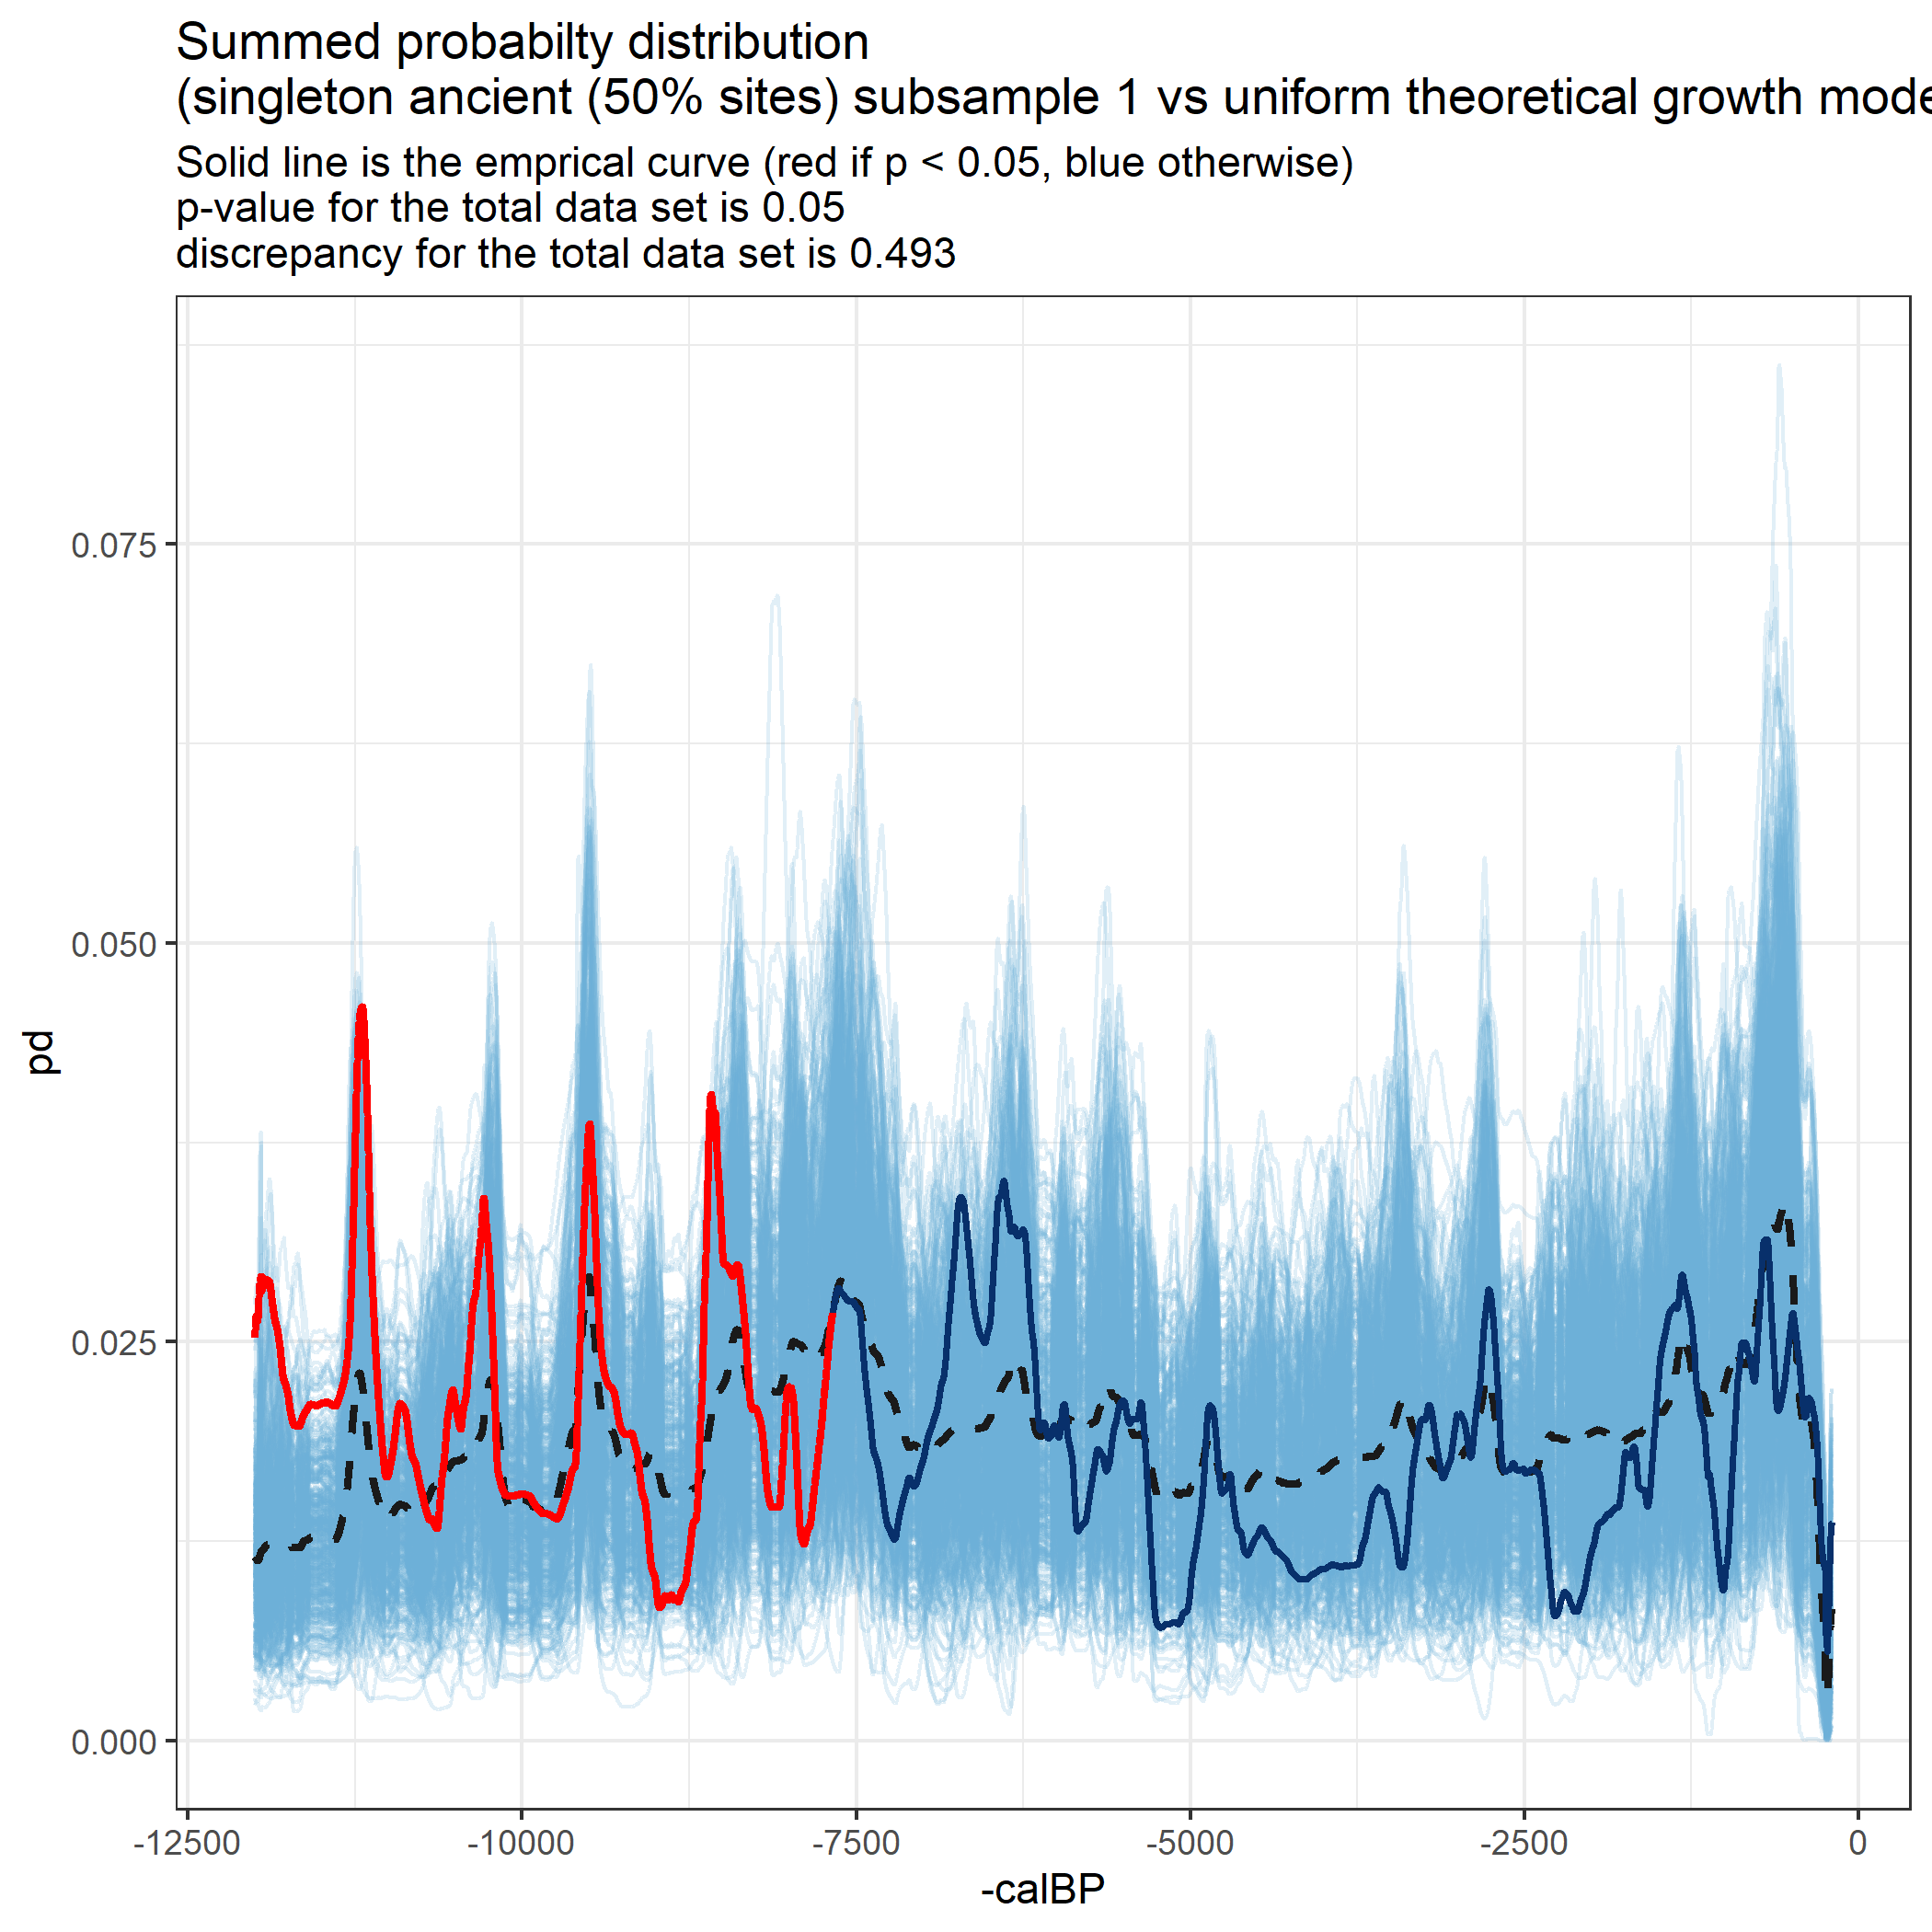 Summed probabilty distribution
(singleton ancient (50% sites) subsample 1 vs uniform theoretical growth mode
Solid line is the emprical curve (red if p < 0.05, blue otherwise)
p-value for the total data set is 0.05
discrepancy for the total data set is 0.493
0.075
0.050
0.025
0.000
pd
-12500 -10000 -7500 -5000 -2500 0
-calBP